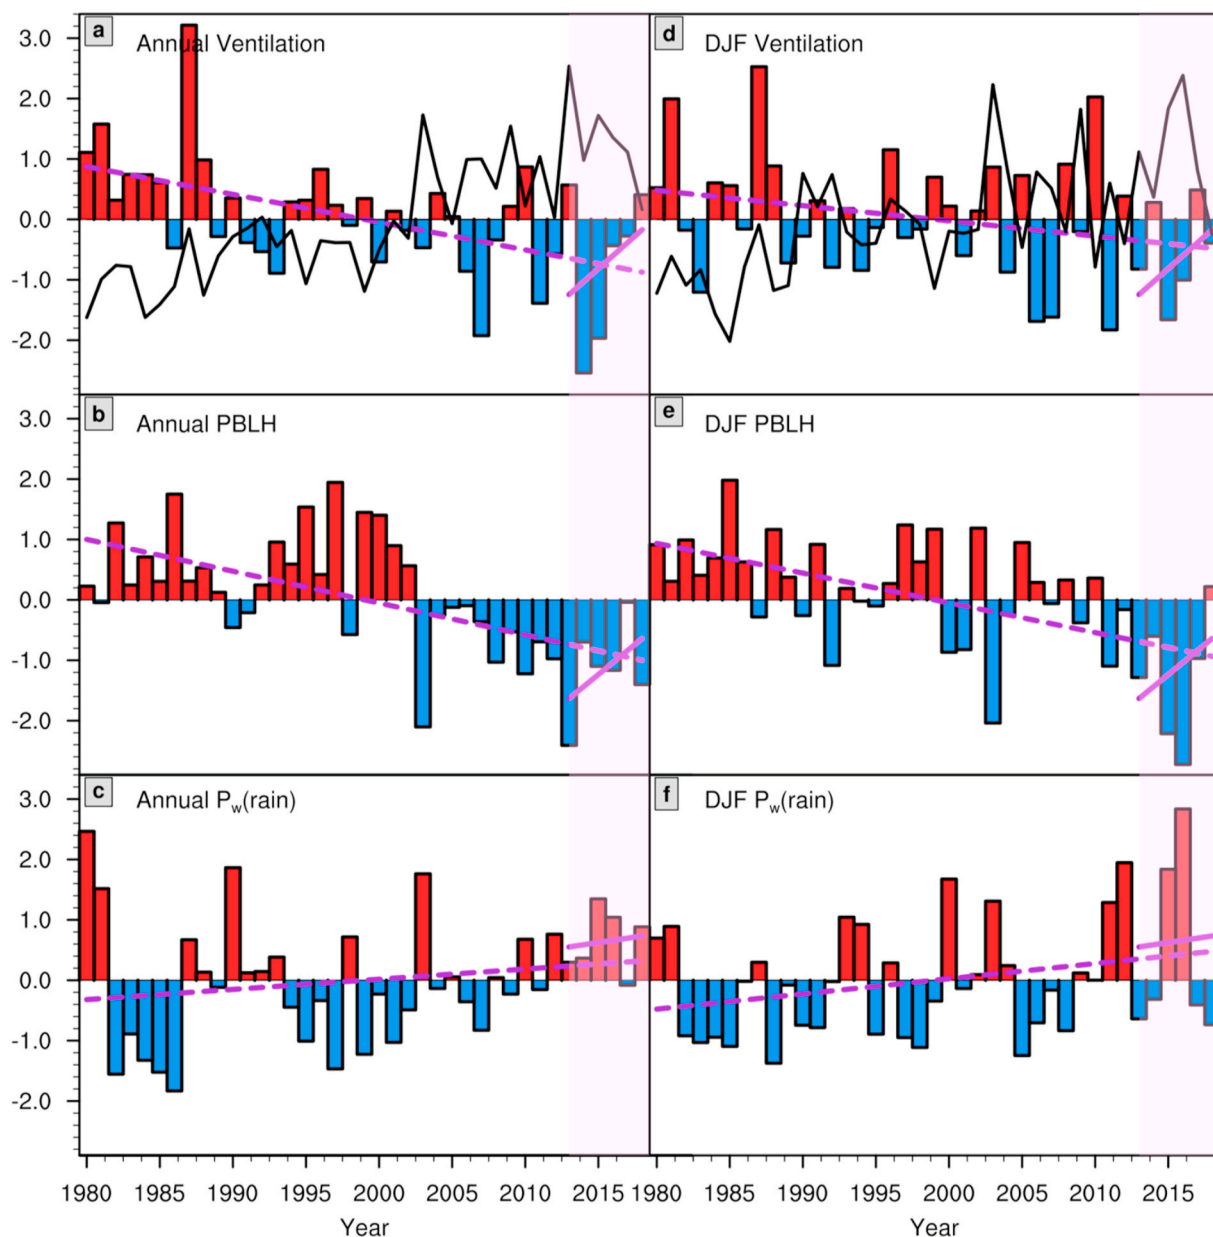 a Annual Ventilation
3.0
2.0
1.0
0.0
-1.0
-2.0
d DJF Ventilation
b Annual PBLH
3.0
2.0
1.0
0.0
-1.0
-2.0
e DJF PBLH
c Annual Pw(rain)
3.0
2.0
1.0
0.0
-1.0
-2.0
f DJF Pw(rain)
1980 1985 1990 1995 2000 2005 2010 2015 1980 1985 1990 1995 2000 2005 2010 2015
Year Year